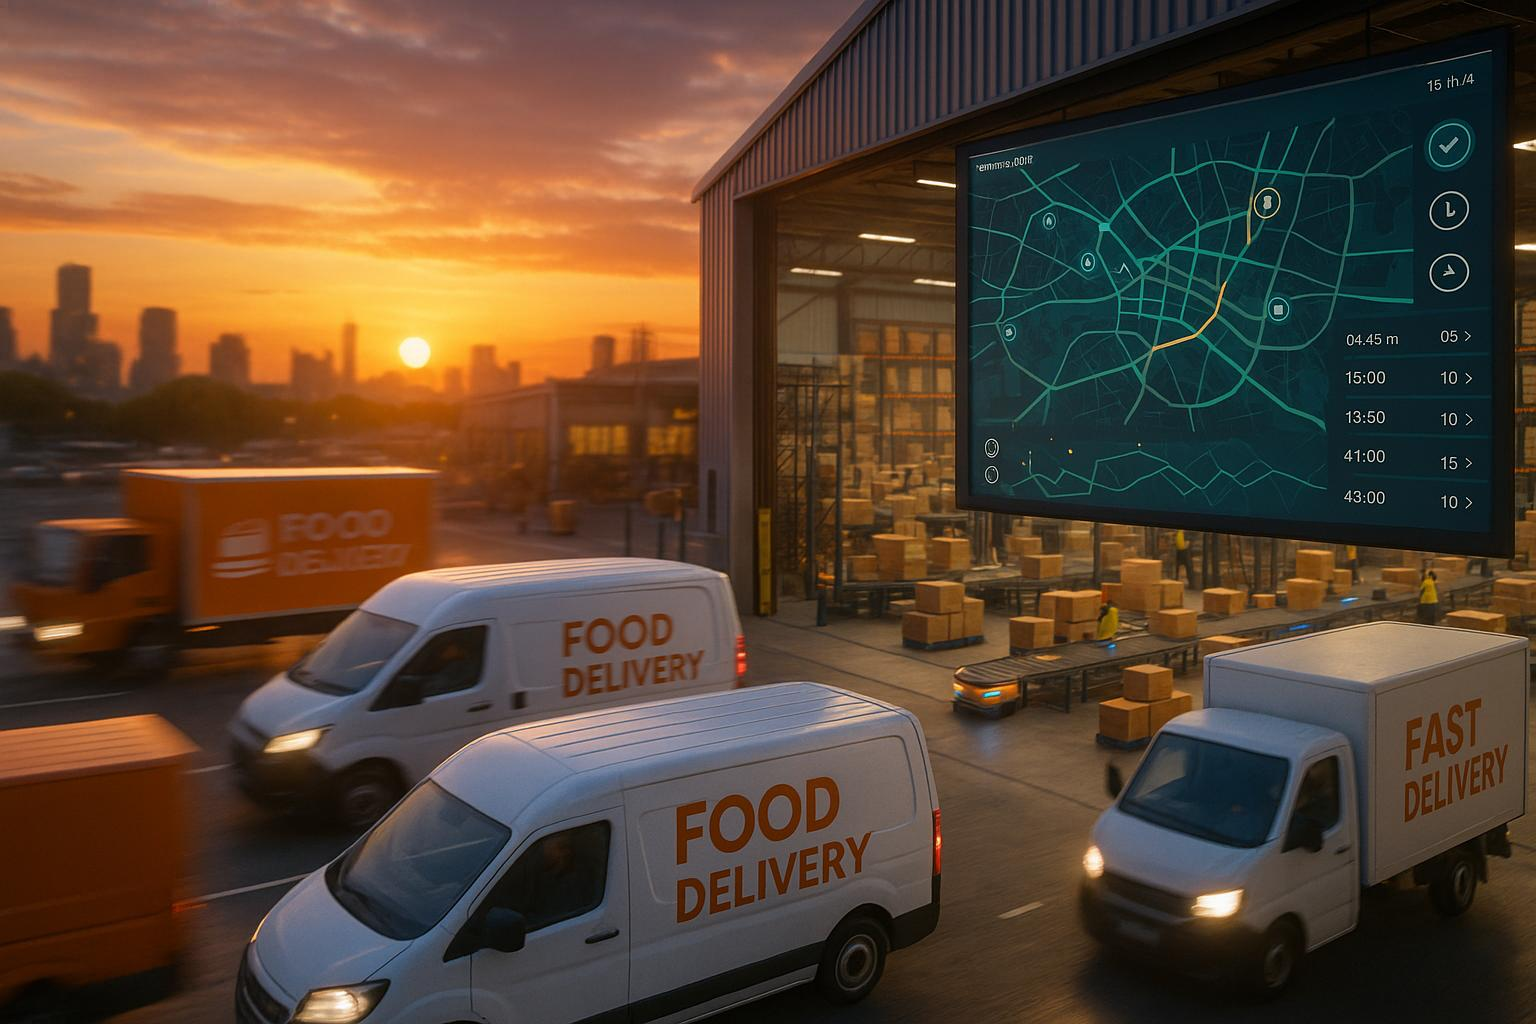 15 th./4
04.45 m 05 >
15:00 10 >
13:50 10 >
41:00 15 >
43:00 10 >
FOOD
DELIVERY
FOOD
DELIVERY
FOOD
DELIVERY
FAST
DELIVERY